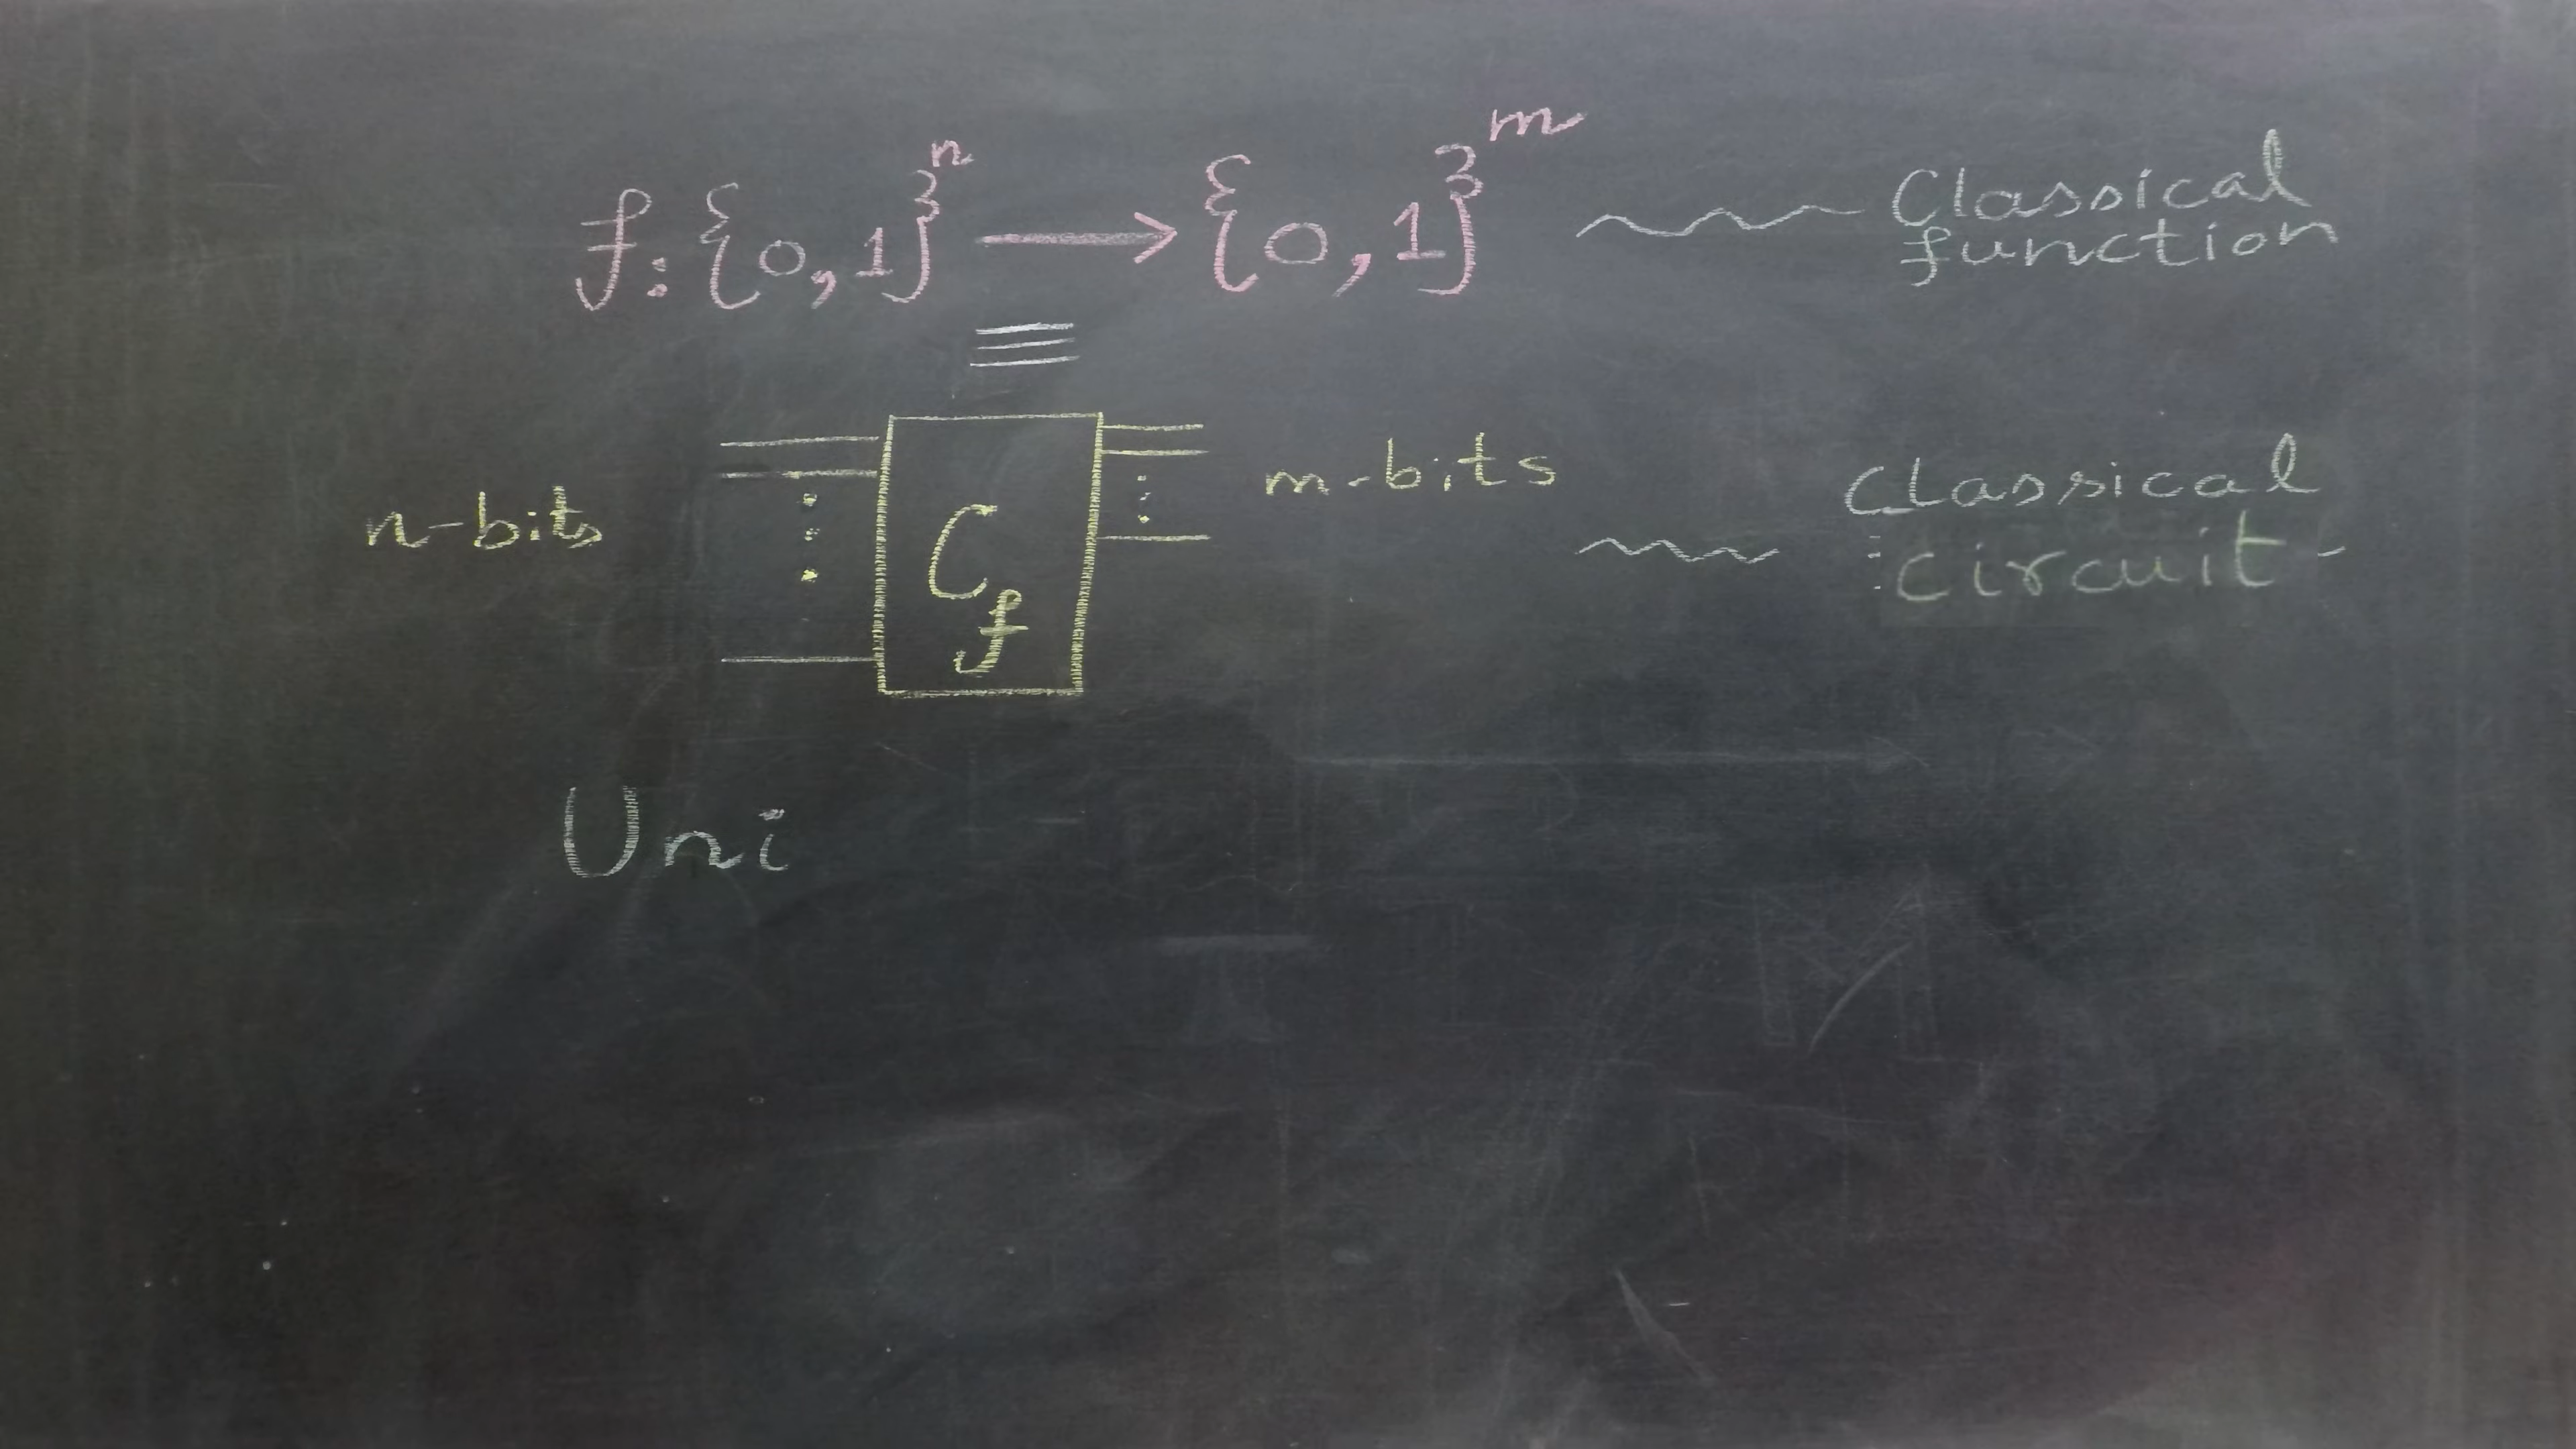 f: {0,1}^n ⟶ {0,1}^m
Classical
function
≡
n-bits
C_f
m-bits
Classical
circuit
Uni